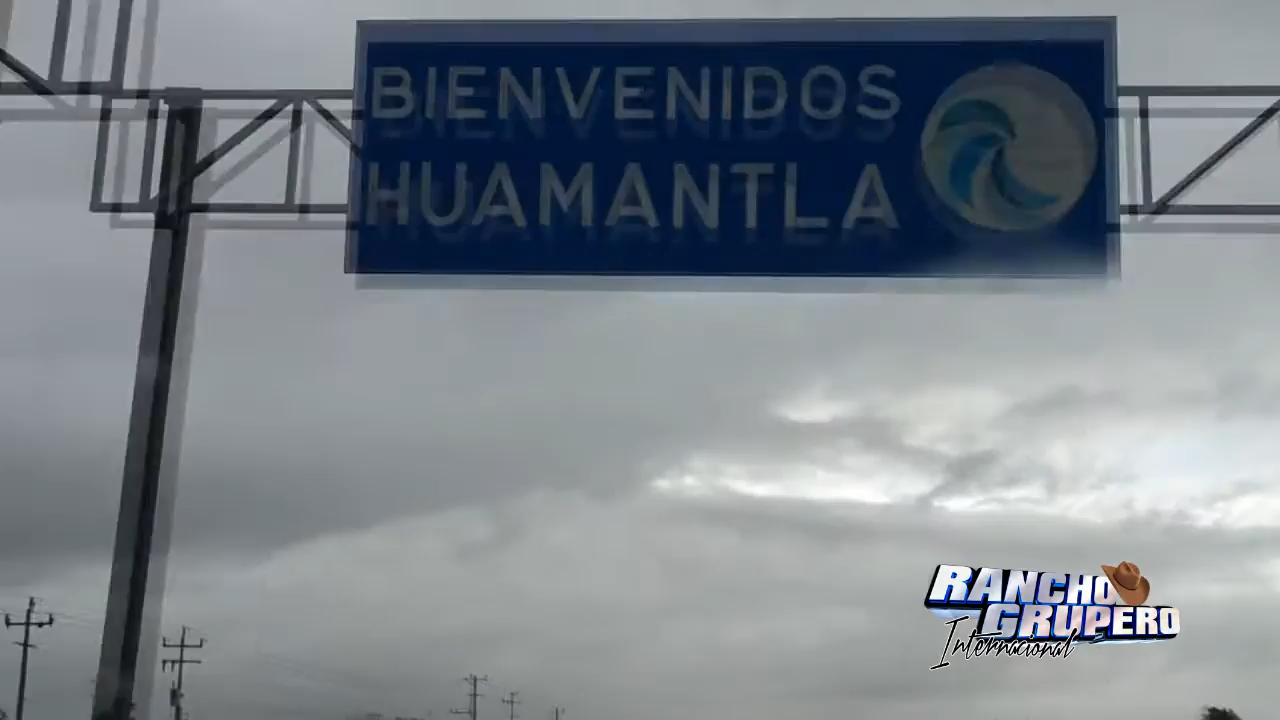 BIENVENIDOS
HUAMANTLA
RANCHO
GRUPERO
Internacional